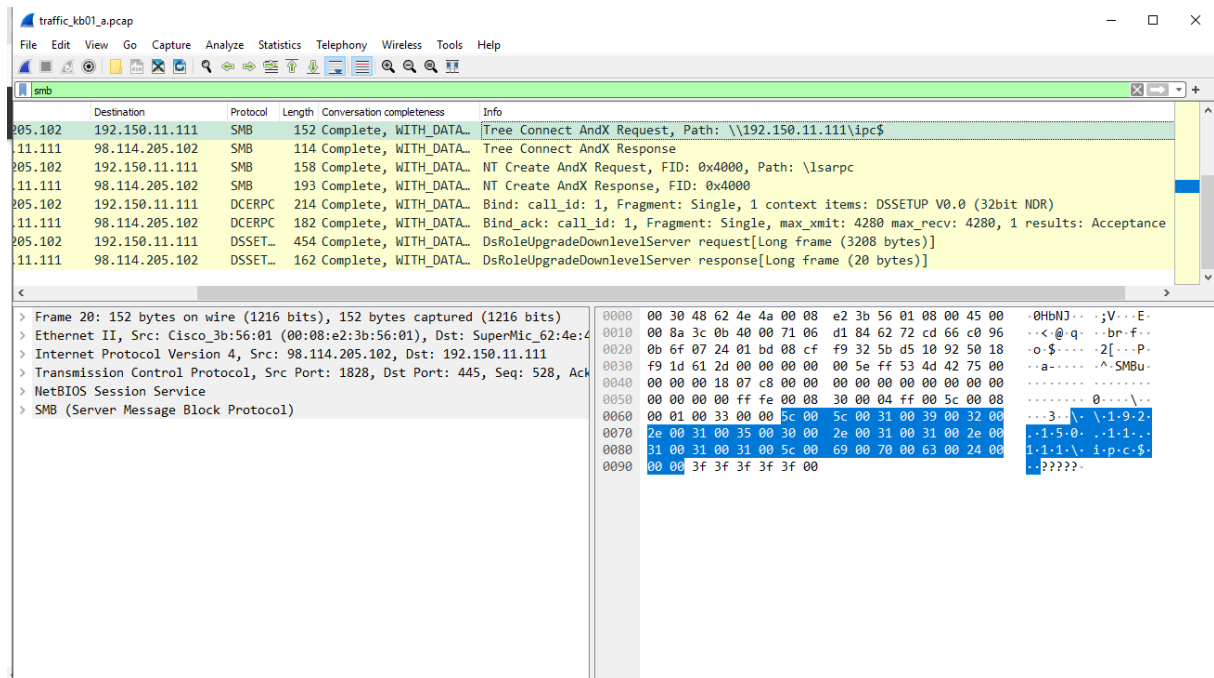 traffic_kb01_a.pcap
File Edit View Go Capture Analyze Statistics Telephony Wireless Tools Help
smb
Destination Protocol Length Conversation completeness Info
205.102 192.150.11.111 SMB 152 Complete, WITH_DATA… Tree Connect AndX Request, Path: \\192.150.11.111\ipc$
.11.111 98.114.205.102 SMB 114 Complete, WITH_DATA… Tree Connect AndX Response
205.102 192.150.11.111 SMB 158 Complete, WITH_DATA… NT Create AndX Request, FID: 0x4000, Path: \lsarpc
.11.111 98.114.205.102 SMB 193 Complete, WITH_DATA… NT Create AndX Response, FID: 0x4000
205.102 192.150.11.111 DCERPC 214 Complete, WITH_DATA… Bind: call_id: 1, Fragment: Single, 1 context items: DSSETUP V0.0 (32bit NDR)
.11.111 98.114.205.102 DCERPC 182 Complete, WITH_DATA… Bind_ack: call_id: 1, Fragment: Single, max_xmit: 4280 max_recv: 4280, 1 results: Acceptance
205.102 192.150.11.111 DSSET… 454 Complete, WITH_DATA… DsRoleUpgradeDownlevelServer request[Long frame (3208 bytes)]
.11.111 98.114.205.102 DSSET… 162 Complete, WITH_DATA… DsRoleUpgradeDownlevelServer response[Long frame (20 bytes)]
Frame 20: 152 bytes on wire (1216 bits), 152 bytes captured (1216 bits)
Ethernet II, Src: Cisco_3b:56:01 (00:08:e2:3b:56:01), Dst: SuperMic_62:4e:4
Internet Protocol Version 4, Src: 98.114.205.102, Dst: 192.150.11.111
Transmission Control Protocol, Src Port: 1828, Dst Port: 445, Seq: 528, Ack
NetBIOS Session Service
SMB (Server Message Block Protocol)
0000 00 30 48 62 4e 4a 00 08 e2 3b 56 01 08 00 45 00 ·0HbNJ·· ·;V···E·
0010 00 8a 3c 0b 40 00 71 06 d1 84 62 72 cd 66 c0 96 ··<·@·q· ··br·f··
0020 0b 6f 07 24 01 bd 08 cf f9 32 5b d5 10 92 50 18 ·o·$···· ·2[···P·
0030 f9 1d 61 2d 00 00 00 00 00 5e ff 53 4d 42 75 00 ··a-···· ·^·SMBu·
0040 00 00 00 18 07 c8 00 00 00 00 00 00 00 00 00 00 ········ ········
0050 00 00 00 00 ff fe 00 08 30 00 04 ff 00 5c 00 08 ········ 0····\··
0060 00 01 00 33 00 00 5c 00 5c 00 31 00 39 00 32 00 ···3··\· \·1·9·2·
0070 2e 00 31 00 35 00 30 00 2e 00 31 00 31 00 2e 00 .·1·5·0· .·1·1·.·
0080 31 00 31 00 31 00 5c 00 69 00 70 00 63 00 24 00 1·1·1·\· i·p·c·$·
0090 00 00 3f 3f 3f 3f 3f 00 ··?????·